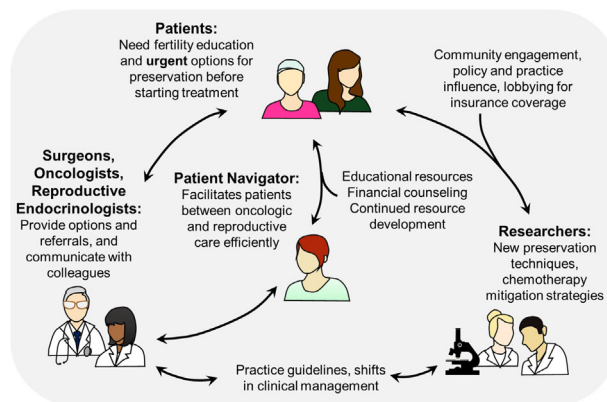 Patients:
Need fertility education
and urgent options for
preservation before
starting treatment
Community engagement,
policy and practice
influence, lobbying for
insurance coverage
Surgeons,
Oncologists,
Reproductive
Endocrinologists:
Provide options and
referrals, and
communicate with
colleagues
Patient Navigator:
Facilitates patients
between oncologic
and reproductive
care efficiently
Educational resources
Financial counseling
Continued resource
development
Researchers:
New preservation
techniques,
chemotherapy
mitigation strategies
Practice guidelines, shifts
in clinical management